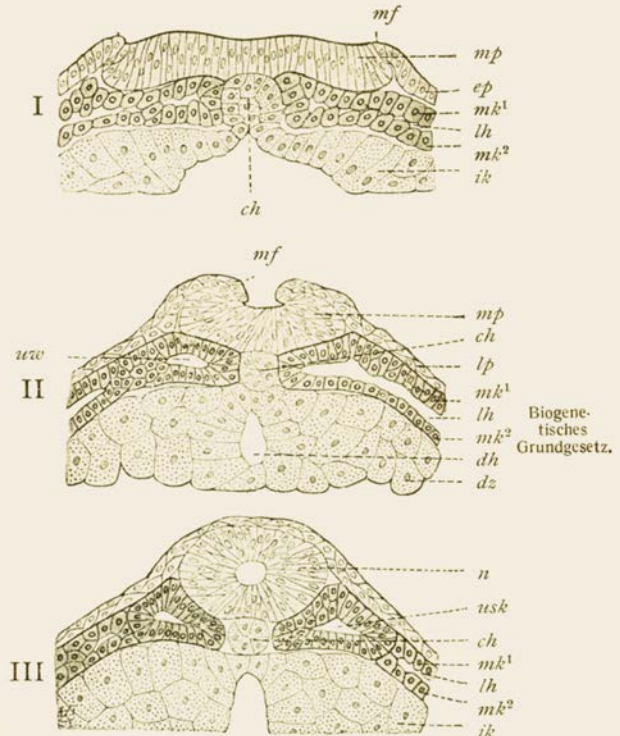 mf
mf
mp
ep
mk¹
I
lh
mk²
ik
ch
mf
mp
ch
uw
lp
II
mk¹
lh
Biogene-
tisches
Grundgesetz.
mk²
dh
dz
n
usk
ch
III
mk¹
lh
mk²
ik